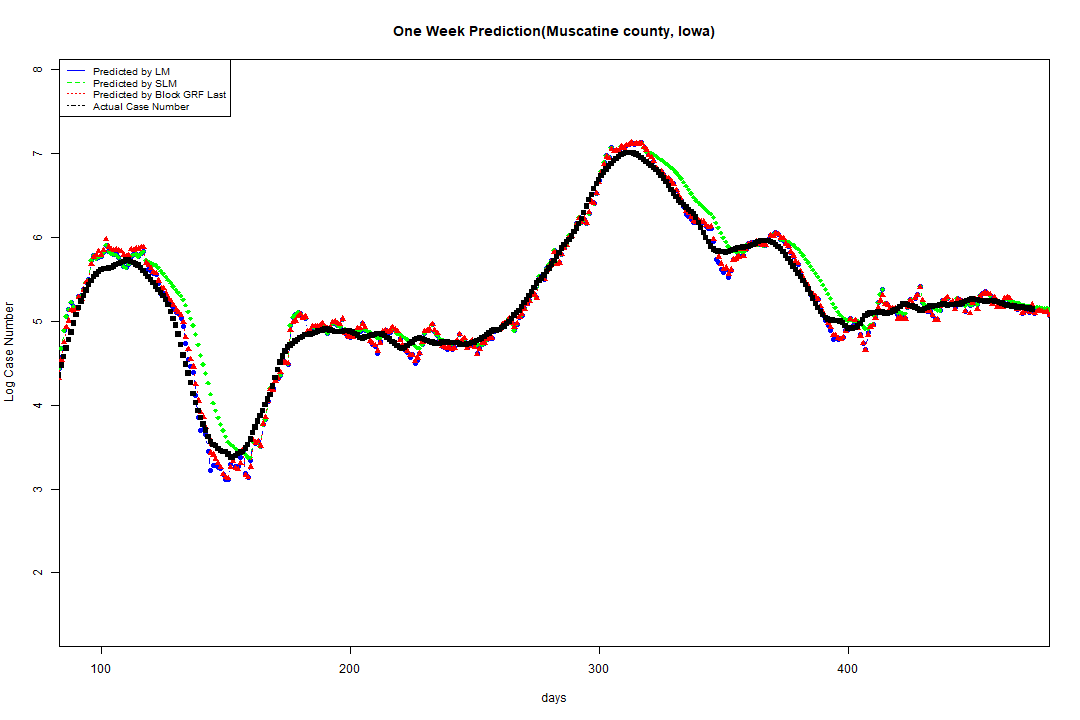 One Week Prediction(Muscatine county, Iowa)
Predicted by LM
Predicted by SLM
Predicted by Block GRF Last
Actual Case Number
8
7
6
5
4
3
2
Log Case Number
100 200 300 400
days